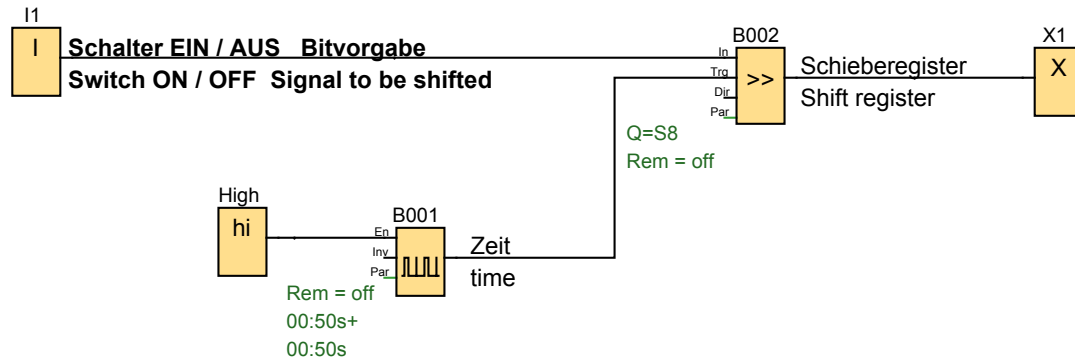 I1
I
Schalter EIN / AUS   Bitvorgabe
Switch ON / OFF  Signal to be shifted
B002
In
Trg
Dir
Par
>>
Q=S8
Rem = off
Schieberegister
Shift register
X1
X
High
hi
B001
En
Inv
Par
Rem = off
00:50s+
00:50s
Zeit
time